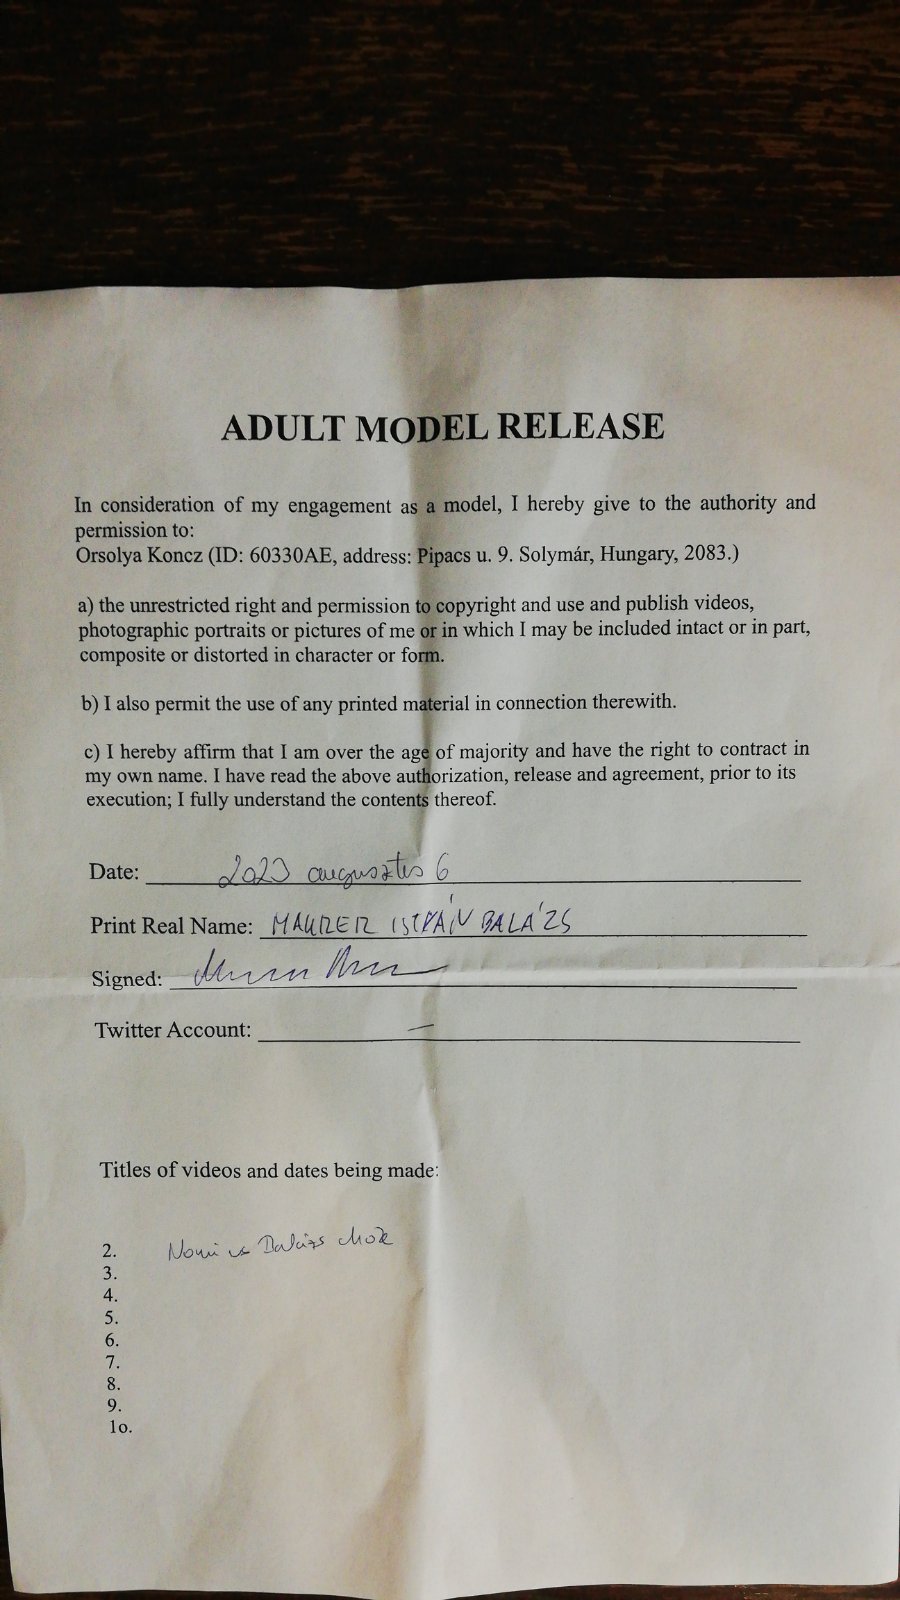 ADULT MODEL RELEASE
In consideration of my engagement as a model, I hereby give to the authority and
permission to:
Orsolya Koncz (ID: 60330AE, address: Pipacs u. 9. Solymár, Hungary, 2083.)
a) the unrestricted right and permission to copyright and use and publish videos,
photographic portraits or pictures of me or in which I may be included intact or in part,
composite or distorted in character or form.
b) I also permit the use of any printed material in connection therewith.
c) I hereby affirm that I am over the age of majority and have the right to contract in
my own name. I have read the above authorization, release and agreement, prior to its
execution; I fully understand the contents thereof.
Date: 2023 augusztus 6
Print Real Name: MAURER ISTVÁN BALÁZS
Signed:
Twitter Account: —
Titles of videos and dates being made:
2. Balázs
3.
4.
5.
6.
7.
8.
9.
1o.